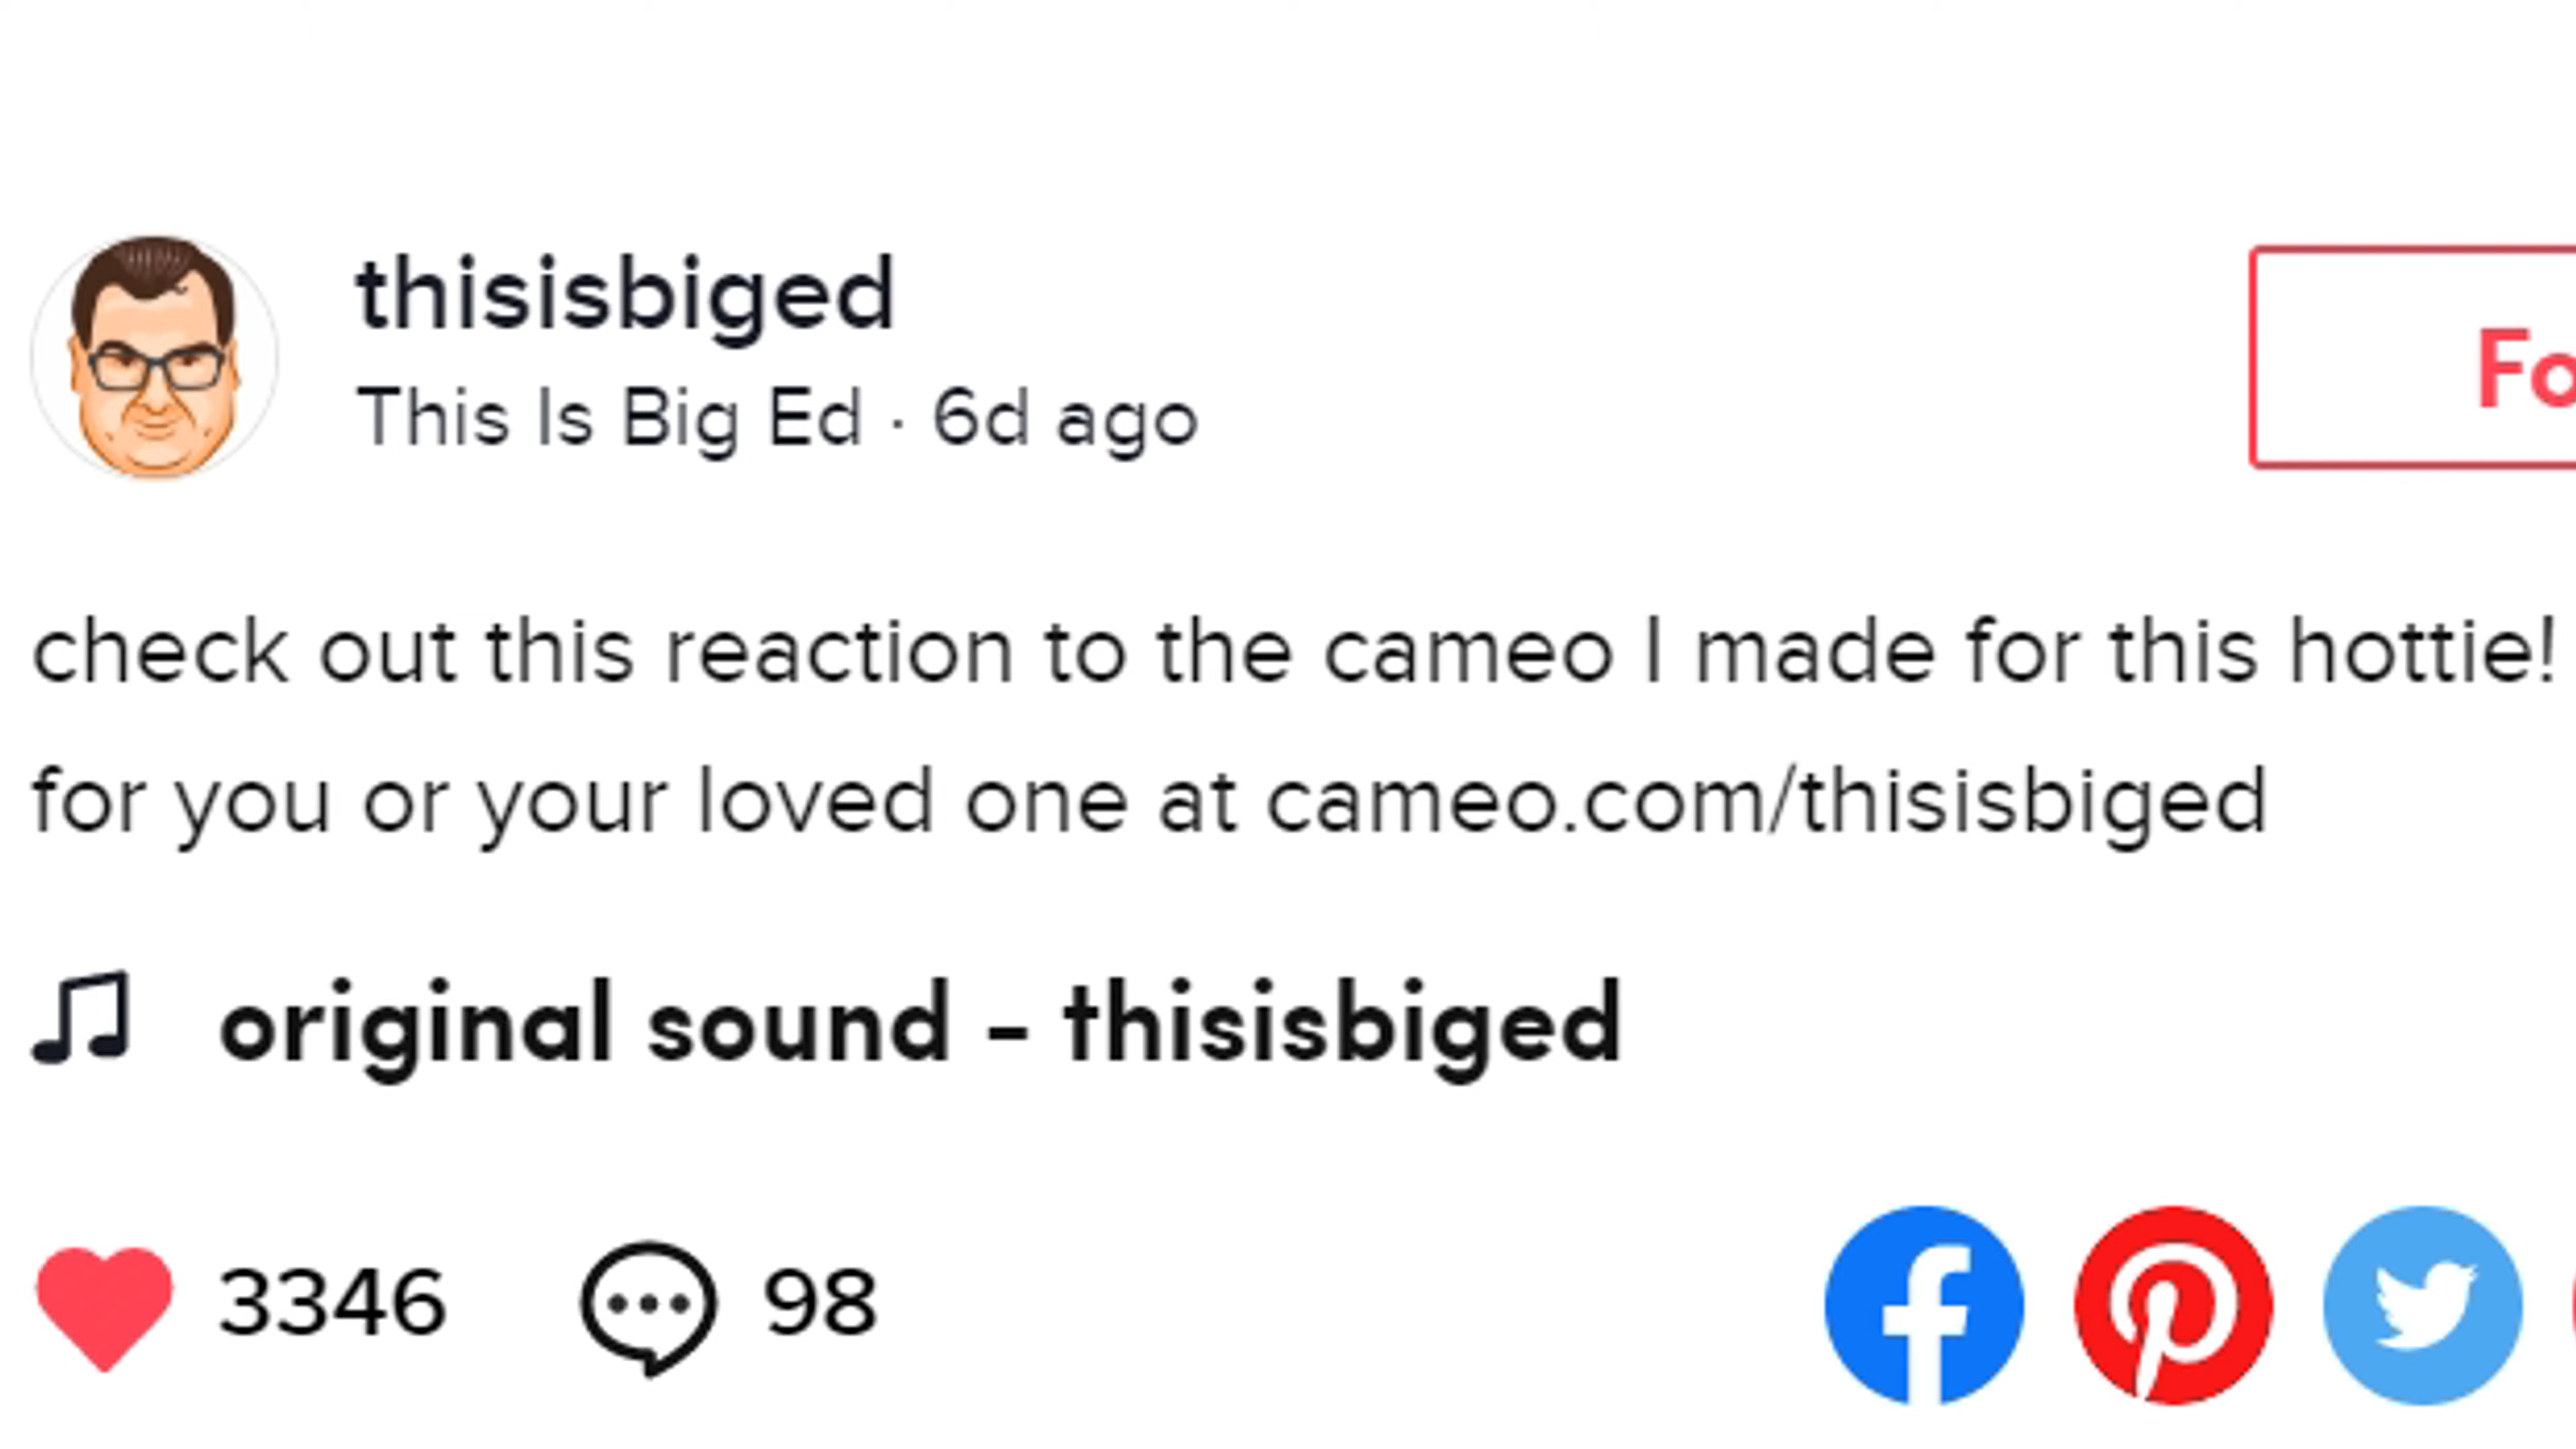 thisisbiged
This Is Big Ed · 6d ago
Fo
check out this reaction to the cameo I made for this hottie!
for you or your loved one at cameo.com/thisisbiged
original sound - thisisbiged
3346 98